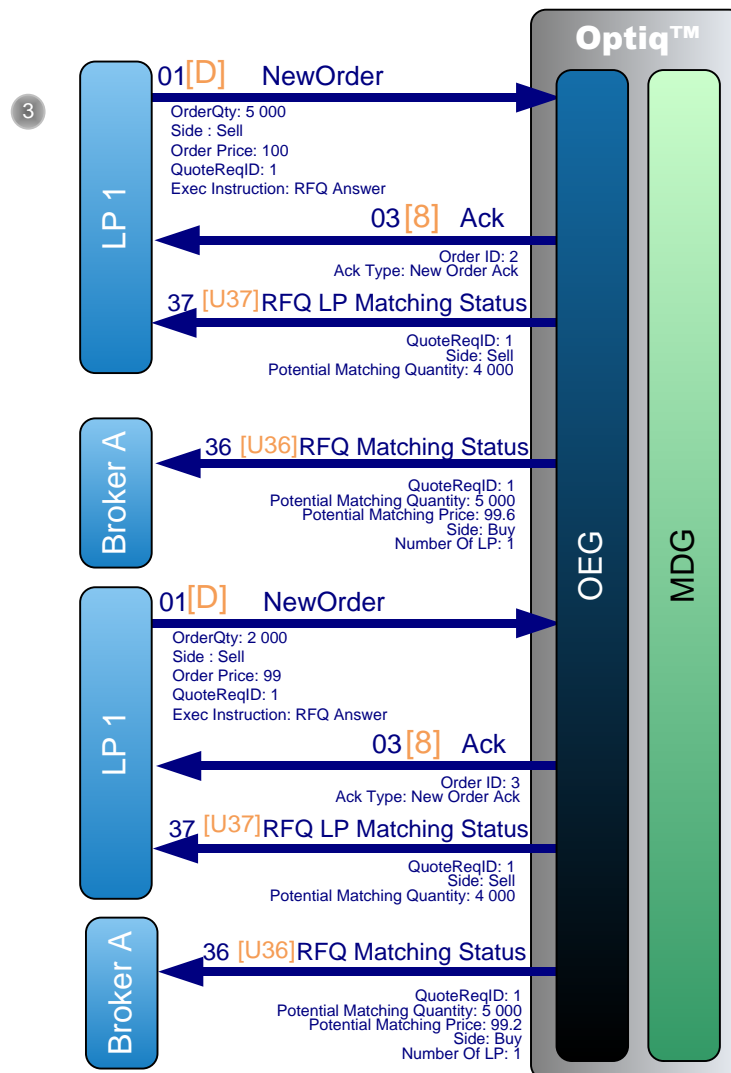 Optiq™
3
LP 1
01[D] NewOrder
OrderQty: 5 000
Side : Sell
Order Price: 100
QuoteReqID: 1
Exec Instruction: RFQ Answer
03 [8] Ack
Order ID: 2
Ack Type: New Order Ack
37 [U37] RFQ LP Matching Status
QuoteReqID: 1
Side: Sell
Potential Matching Quantity: 4 000
Broker A
36 [U36] RFQ Matching Status
QuoteReqID: 1
Potential Matching Quantity: 5 000
Potential Matching Price: 99.6
Side: Buy
Number Of LP: 1
OEG
MDG
LP 1
01[D] NewOrder
OrderQty: 2 000
Side : Sell
Order Price: 99
QuoteReqID: 1
Exec Instruction: RFQ Answer
03 [8] Ack
Order ID: 3
Ack Type: New Order Ack
37 [U37] RFQ LP Matching Status
QuoteReqID: 1
Side: Sell
Potential Matching Quantity: 4 000
Broker A
36 [U36] RFQ Matching Status
QuoteReqID: 1
Potential Matching Quantity: 5 000
Potential Matching Price: 99.2
Side: Buy
Number Of LP: 1